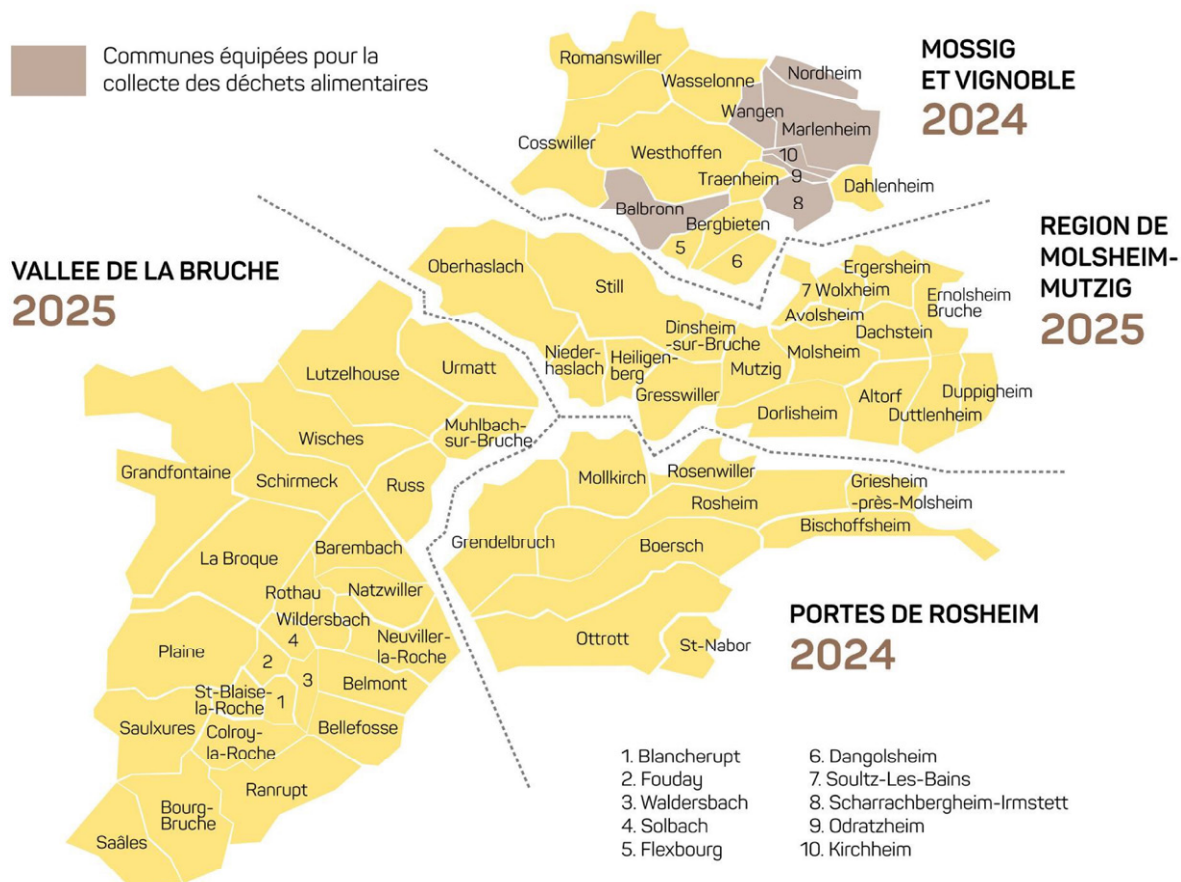 Communes équipées pour la
collecte des déchets alimentaires
MOSSIG
ET VIGNOBLE
2024
Romanswiller
Wasselonne
Nordheim
Wangen
Marlenheim
Cosswiller
Westhoffen
10
Traenheim
9
Dahlenheim
8
Balbronn
Bergbieten
5
6
REGION DE
MOLSHEIM-
MUTZIG
2025
Oberhaslach
Still
Ergersheim
7 Wolxheim
Ernolsheim
Bruche
Avolsheim
Dinsheim
-sur-Bruche
Dachstein
Nieder-
haslach
Heiligen-
berg
Mutzig
Molsheim
Gresswiller
Dorlisheim
Altorf
Duttlenheim
Duppigheim
VALLEE DE LA BRUCHE
2025
Lutzelhouse
Urmatt
Wisches
Muhlbach-
sur-Bruche
Grandfontaine
Schirmeck
Russ
La Broque
Barembach
Rothau
Natzwiller
Wildersbach
4
Neuviller-
la-Roche
Plaine
2
3
Belmont
St-Blaise-
la-Roche
1
Saulxures
Colroy-
la-Roche
Bellefosse
Ranrupt
Bourg-
Bruche
Saâles
Mollkirch
Rosenwiller
Rosheim
Griesheim
-près-Molsheim
Bischoffsheim
Grendelbruch
Boersch
Ottrott
St-Nabor
PORTES DE ROSHEIM
2024
1. Blancherupt
2. Fouday
3. Waldersbach
4. Solbach
5. Flexbourg
6. Dangolsheim
7. Soultz-Les-Bains
8. Scharrachbergheim-Irmstett
9. Odratzheim
10. Kirchheim